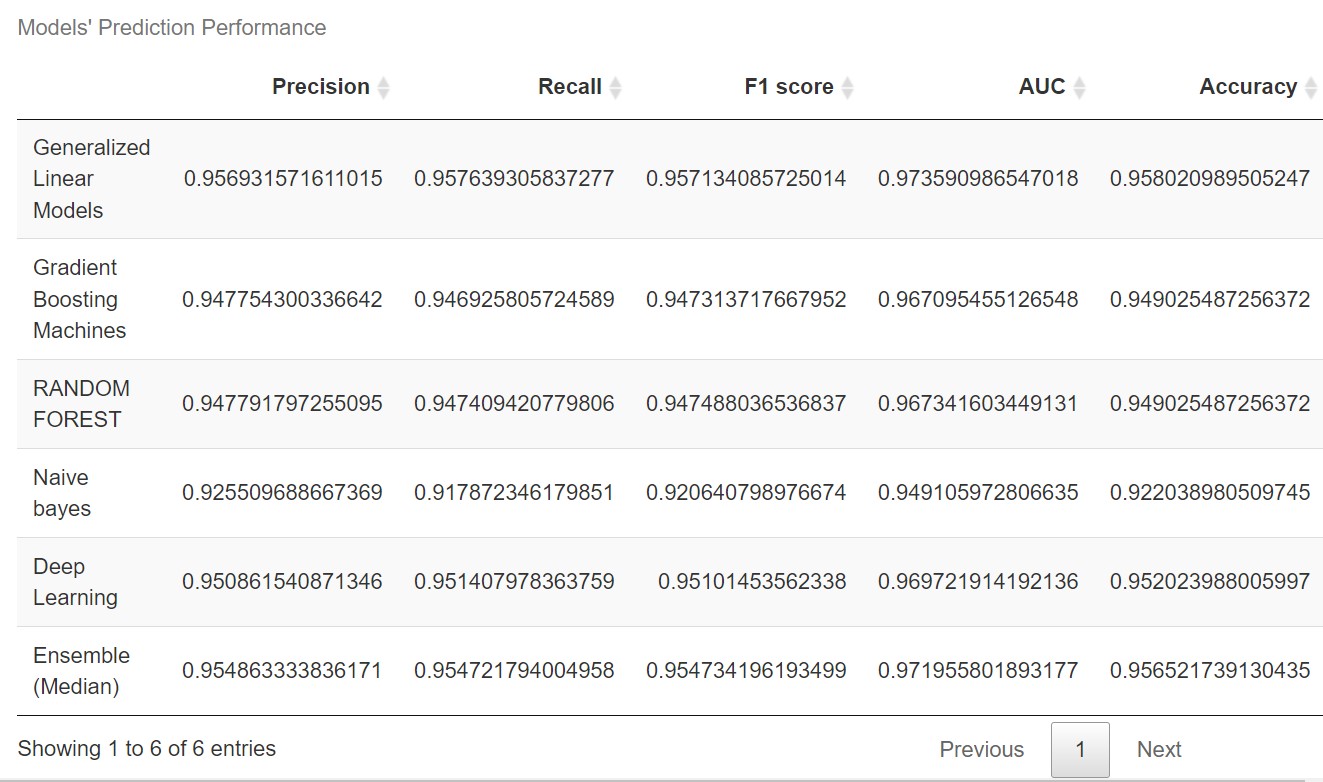 Models' Prediction Performance
Precision Recall F1 score AUC Accuracy
Generalized
Linear 0.956931571611015 0.957639305837277 0.957134085725014 0.973590986547018 0.958020989505247
Models
Gradient
Boosting 0.947754300336642 0.946925805724589 0.947313717667952 0.967095455126548 0.949025487256372
Machines
RANDOM
0.947791797255095 0.947409420779806 0.947488036536837 0.967341603449131 0.949025487256372
FOREST
Naive
0.925509688667369 0.917872346179851 0.920640798976674 0.949105972806635 0.922038980509745
bayes
Deep
0.950861540871346 0.951407978363759 0.95101453562338 0.969721914192136 0.952023988005997
Learning
Ensemble
0.954863333836171 0.954721794004958 0.954734196193499 0.971955801893177 0.956521739130435
(Median)
Showing 1 to 6 of 6 entries Previous 1 Next